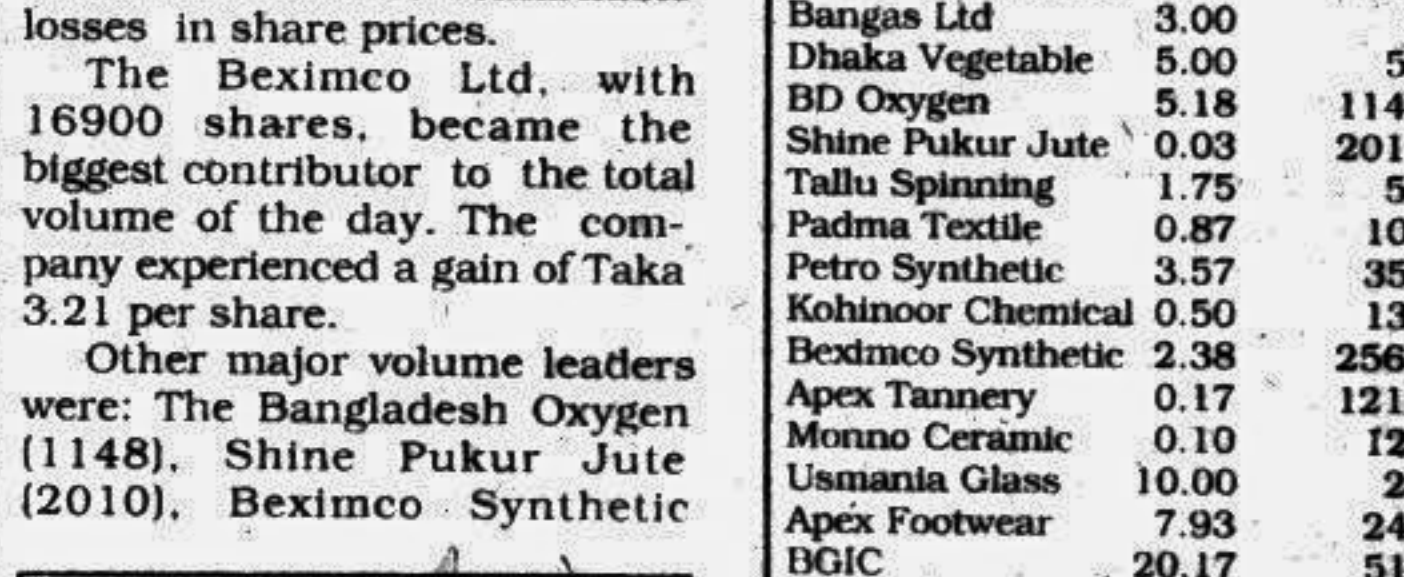 losses in share prices.
The Beximco Ltd. with
16900 shares, became the
biggest contributor to the total
volume of the day. The com-
pany experienced a gain of Taka
3.21 per share.
Other major volume leaders
were: The Bangladesh Oxygen
(1148), Shine Pukur Jute
(2010), Beximco Synthetic
Bangas Ltd 3.00
Dhaka Vegetable 5.00 5
BD Oxygen 5.18 114
Shine Pukur Jute 0.03 201
Tallu Spinning 1.75 5
Padma Textile 0.87 10
Petro Synthetic 3.57 35
Kohinoor Chemical 0.50 13
Beximco Synthetic 2.38 256
Apex Tannery 0.17 121
Monno Ceramic 0.10 12
Usmania Glass 10.00 2
Apex Footwear 7.93 24
BGIC 20.17 51